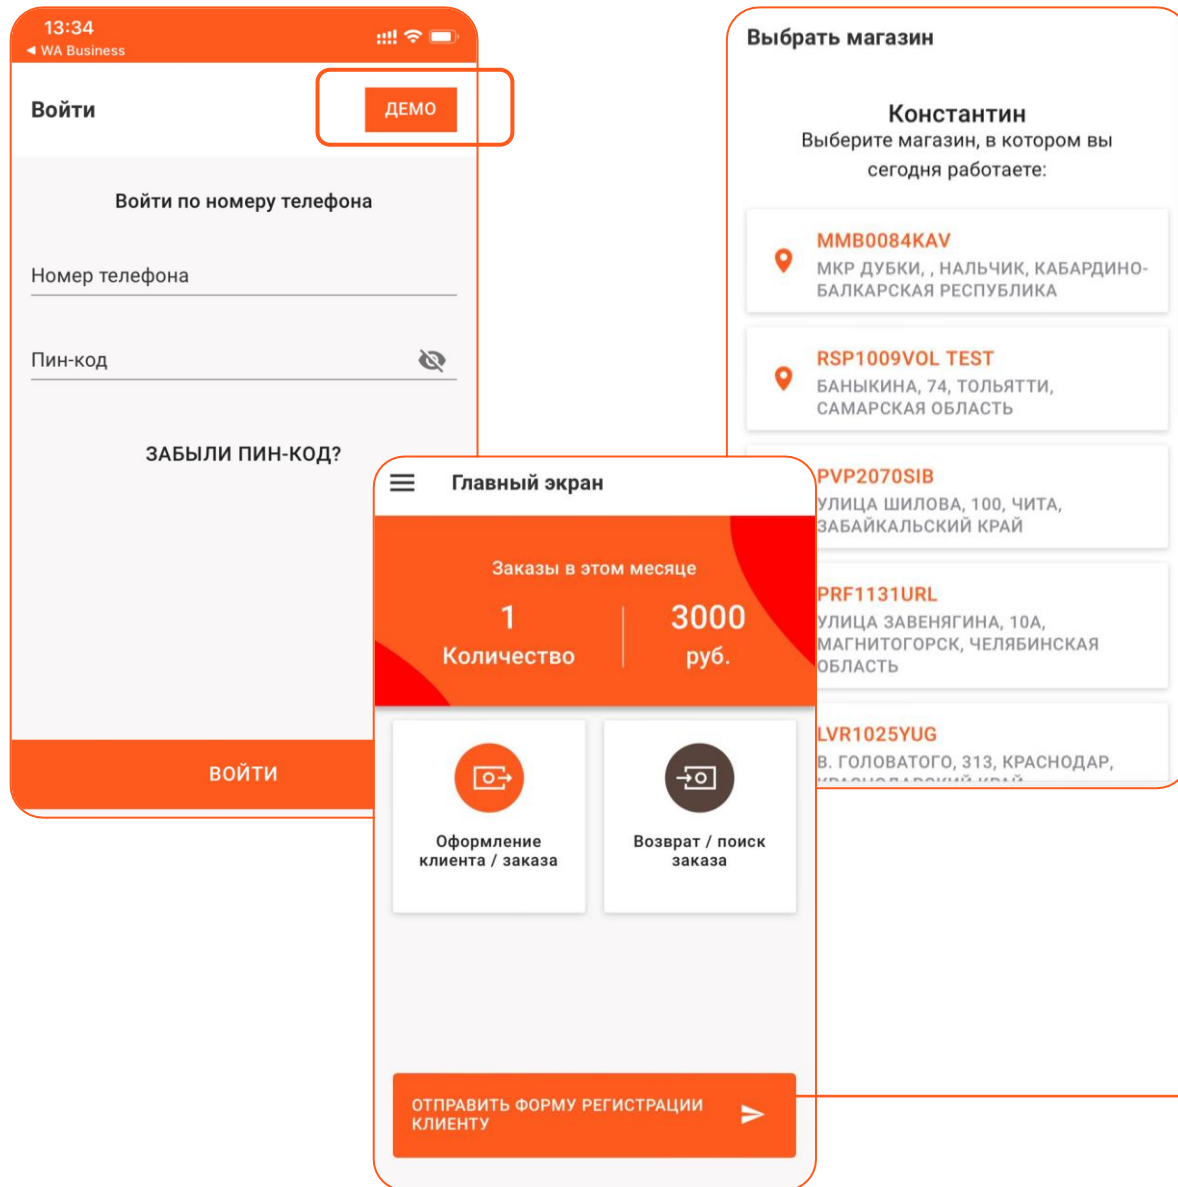 13:34
◄ WA Business
Войти
ДЕМО
Войти по номеру телефона
Номер телефона
Пин-код
ЗАБЫЛИ ПИН-КОД?
ВОЙТИ
Выбрать магазин
Константин
Выберите магазин, в котором вы
сегодня работаете:
MMB0084KAV
МКР ДУБКИ, , НАЛЬЧИК, КАБАРДИНО-
БАЛКАРСКАЯ РЕСПУБЛИКА
RSP1009VOL TEST
БАНЫКИНА, 74, ТОЛЬЯТТИ,
САМАРСКАЯ ОБЛАСТЬ
PVP2070SIB
УЛИЦА ШИЛОВА, 100, ЧИТА,
ЗАБАЙКАЛЬСКИЙ КРАЙ
PRF1131URL
УЛИЦА ЗАВЕНЯГИНА, 10А,
МАГНИТОГОРСК, ЧЕЛЯБИНСКАЯ
ОБЛАСТЬ
LVR1025YUG
В. ГОЛОВАТОГО, 313, КРАСНОДАР,
КРАСНОДАРСКИЙ КРАЙ
Главный экран
Заказы в этом месяце
1
Количество
3000
руб.
Оформление
клиента / заказа
Возврат / поиск
заказа
ОТПРАВИТЬ ФОРМУ РЕГИСТРАЦИИ
КЛИЕНТУ